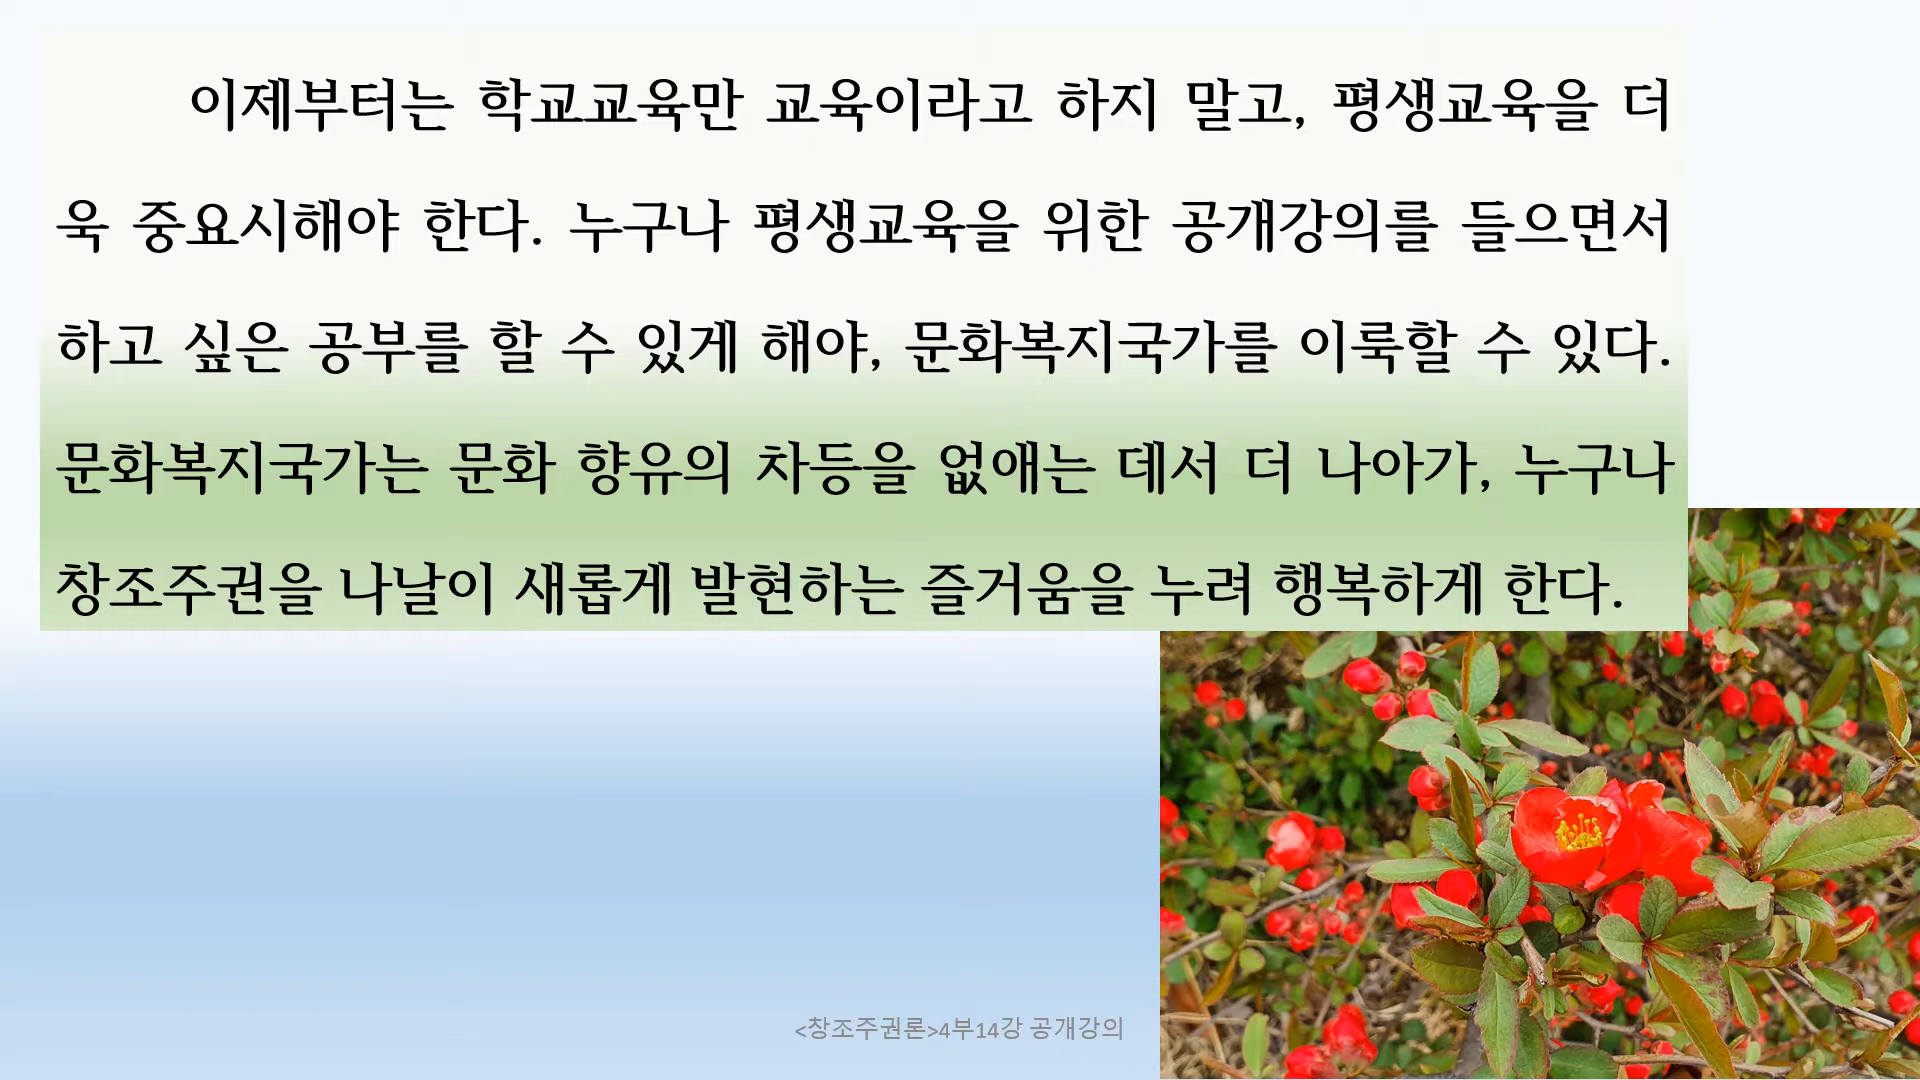 이제부터는 학교교육만 교육이라고 하지 말고, 평생교육을 더
욱 중요시해야 한다. 누구나 평생교육을 위한 공개강의를 들으면서
하고 싶은 공부를 할 수 있게 해야, 문화복지국가를 이룩할 수 있다.
문화복지국가는 문화 향유의 차등을 없애는 데서 더 나아가, 누구나
창조주권을 나날이 새롭게 발현하는 즐거움을 누려 행복하게 한다.
<창조주권론>4부14강 공개강의